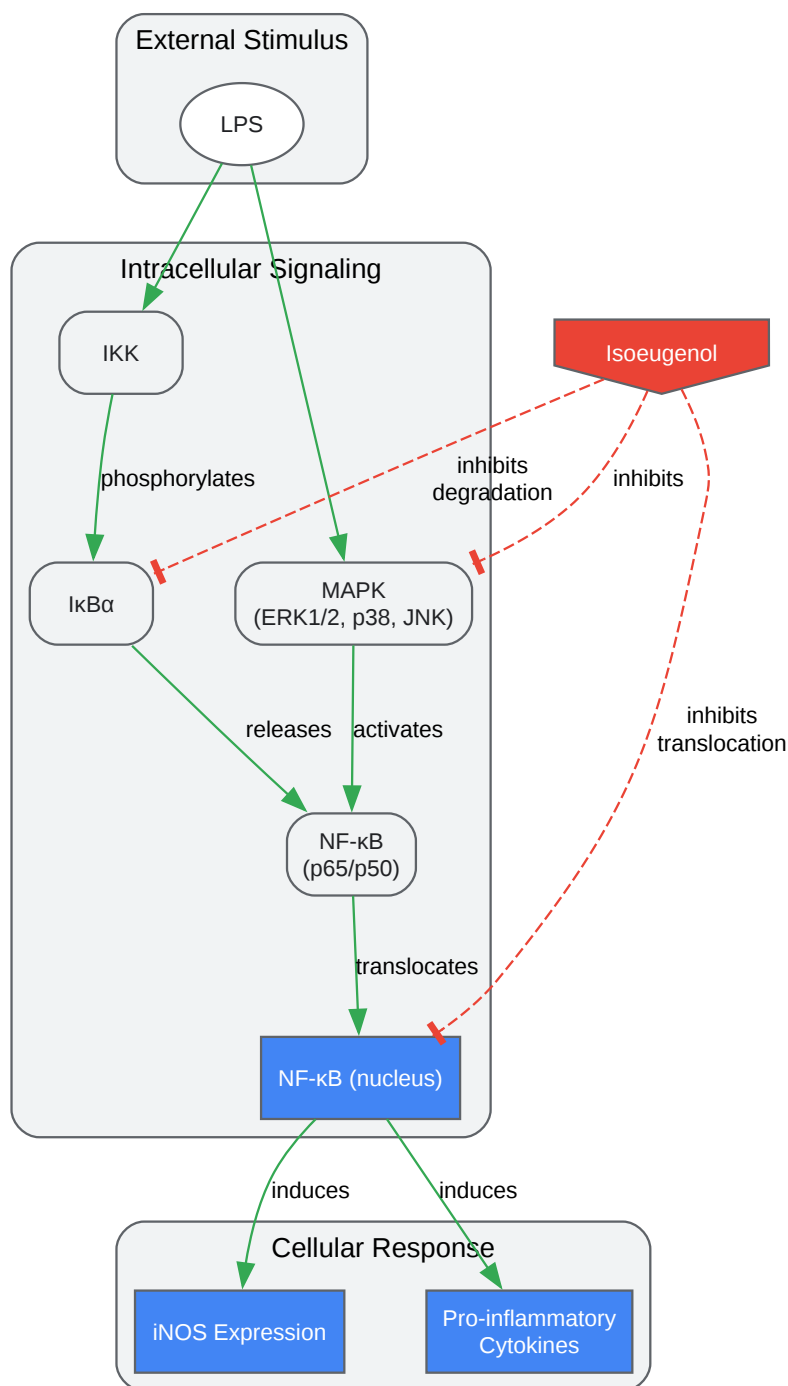 External Stimulus
LPS
Intracellular Signaling
IKK
Isoeugenol
phosphorylates
inhibits
degradation
inhibits
IκBα
MAPK
(ERK1/2, p38, JNK)
releases
activates
inhibits
translocation
NF-κB
(p65/p50)
translocates
NF-κB (nucleus)
induces
induces
Cellular Response
iNOS Expression
Pro-inflammatory
Cytokines